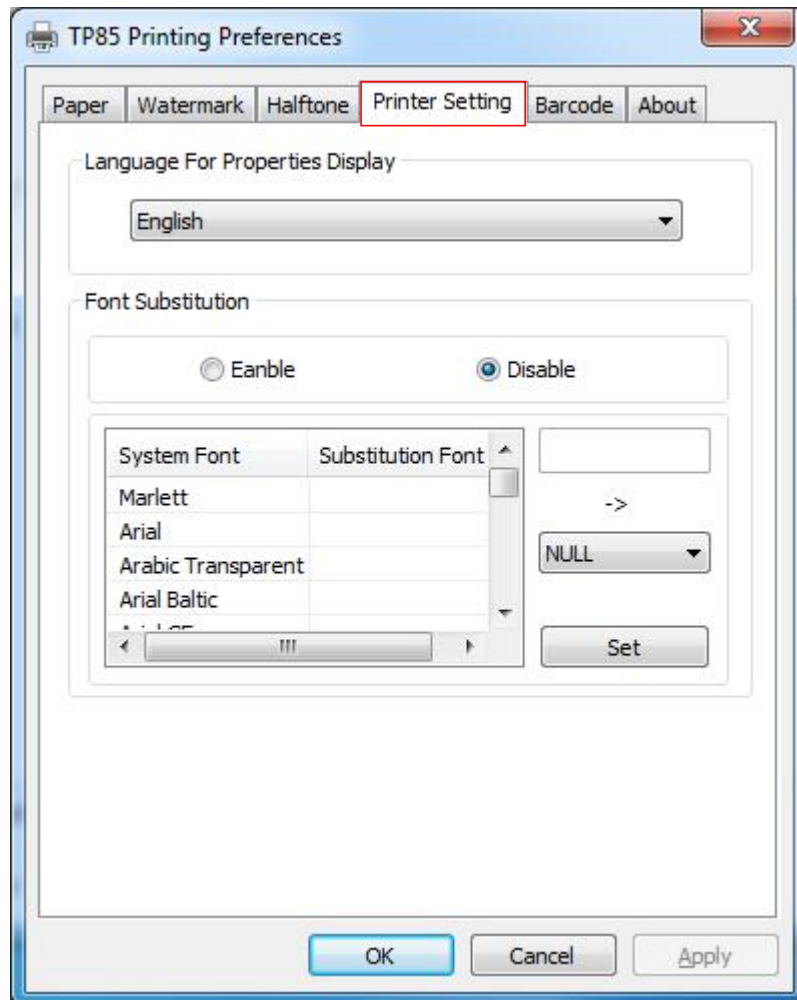 TP85 Printing Preferences
Paper Watermark Halftone Printer Setting Barcode About
Language For Properties Display
English
Font Substitution
Eanble Disable
System Font Substitution Font
Marlett
->
Arial
NULL
Arabic Transparent
Arial Baltic
Set
OK Cancel Apply